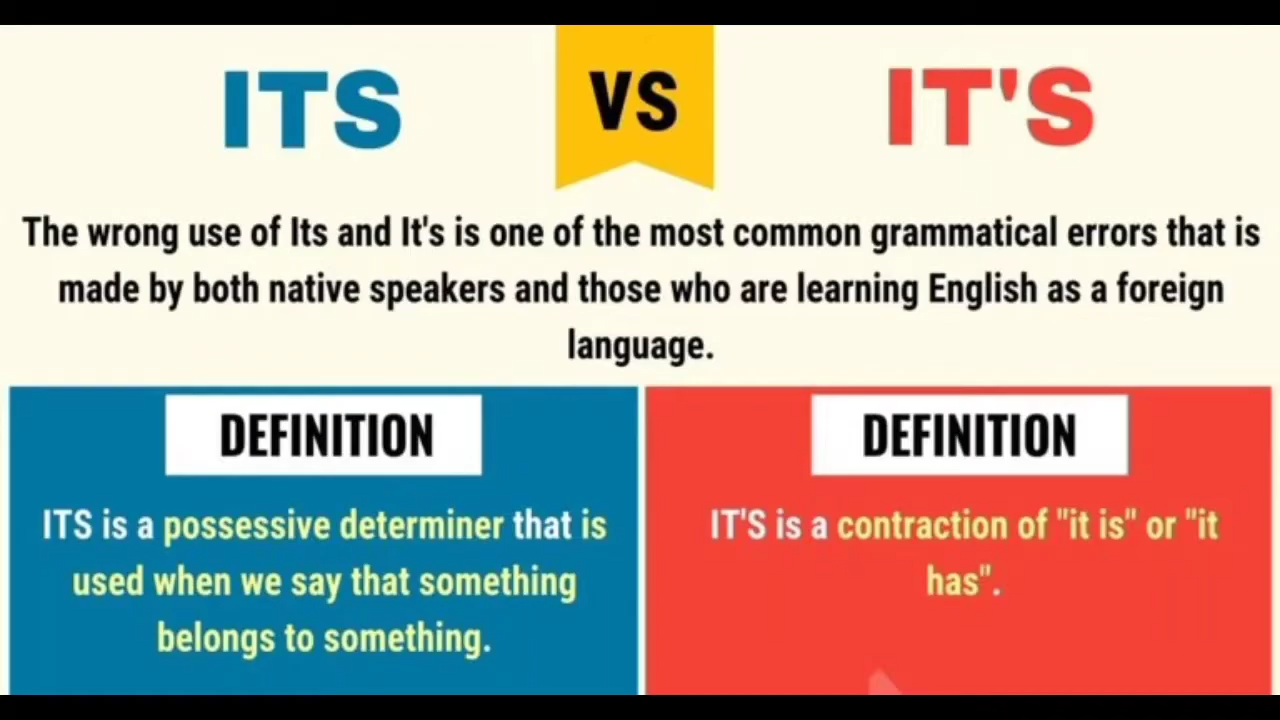 ITS VS IT'S
The wrong use of Its and It's is one of the most common grammatical errors that is
made by both native speakers and those who are learning English as a foreign
language.
DEFINITION
ITS is a possessive determiner that is
used when we say that something
belongs to something.
DEFINITION
IT'S is a contraction of "it is" or "it
has".